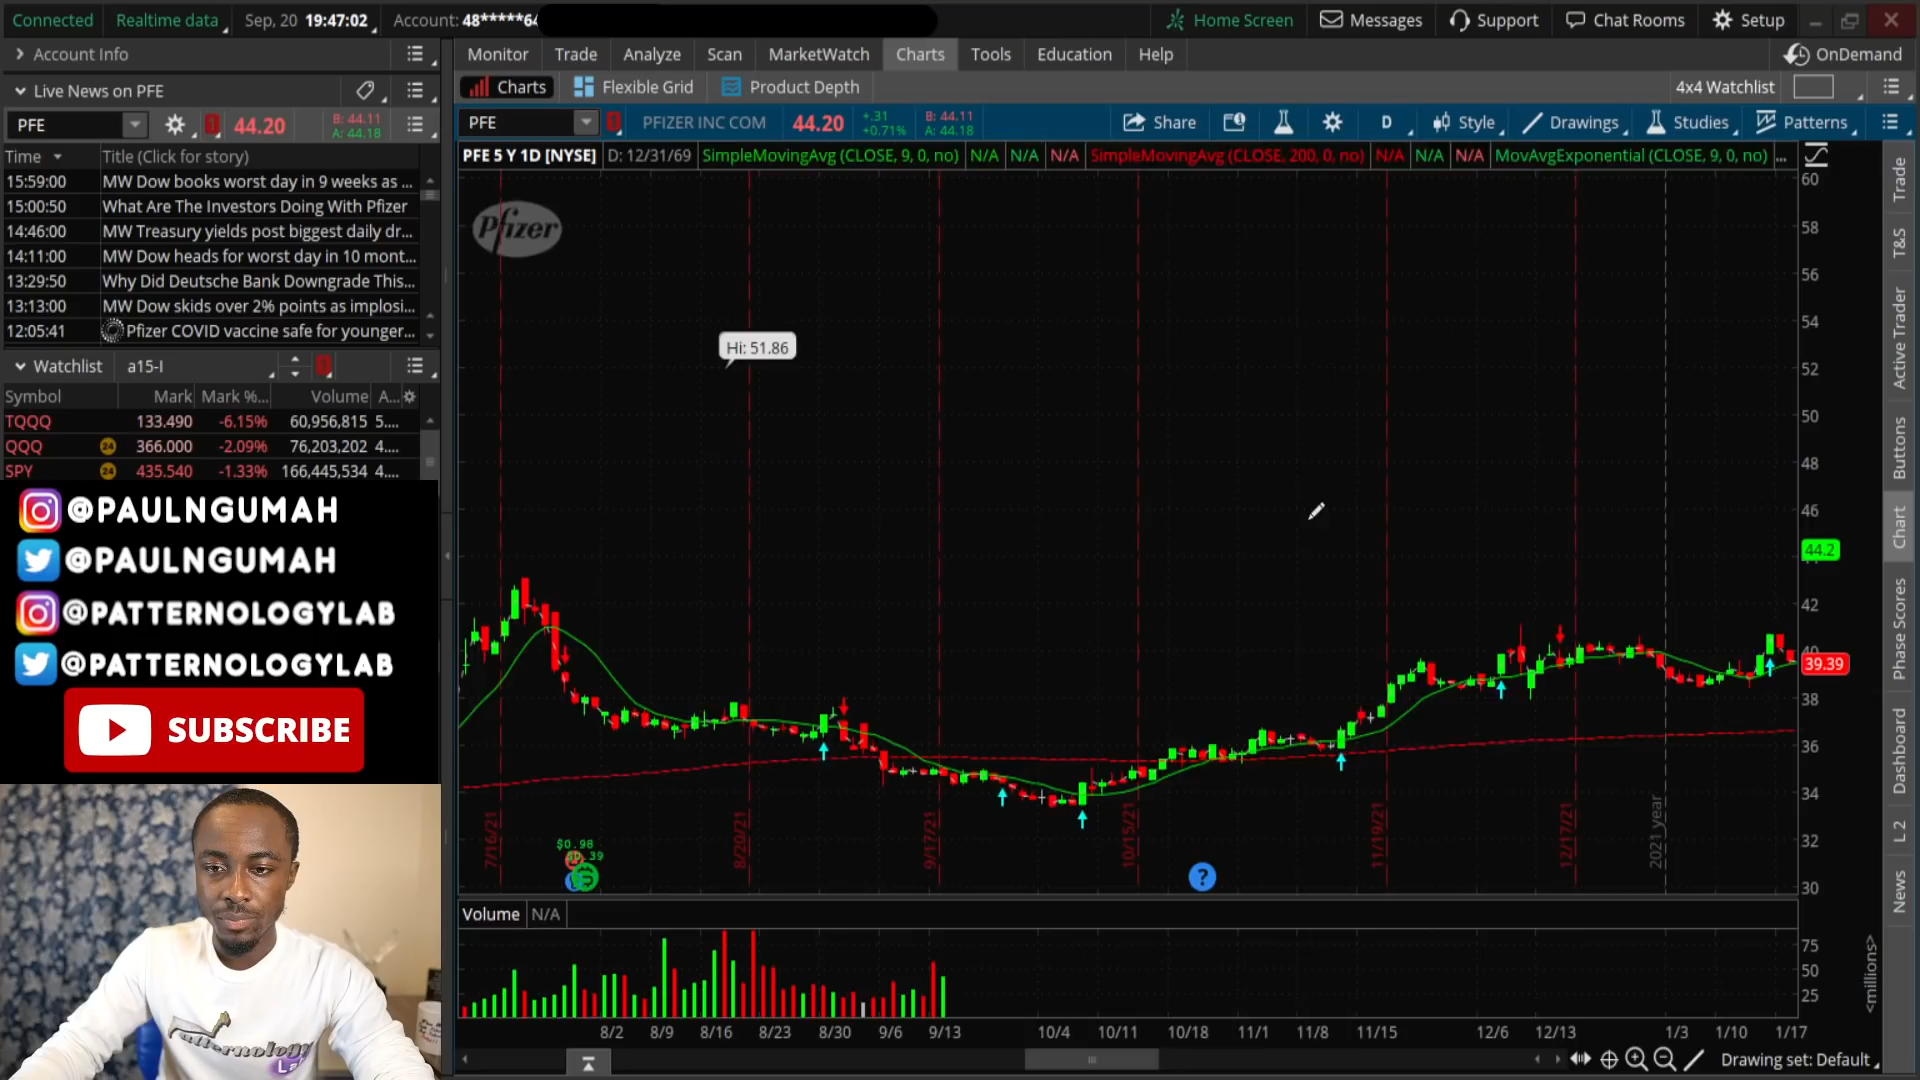 Connected Realtime data Sep, 20 19:47:02 Account: 48*****64 Home Screen Messages Support Chat Rooms Setup
Account Info Monitor Trade Analyze Scan MarketWatch Charts Tools Education Help OnDemand
Live News on PFE Charts Flexible Grid Product Depth 4x4 Watchlist
PFE 44.20 B: 44.11 A: 44.18 PFE PFIZER INC COM 44.20 +.31 +0.71% B: 44.11 A: 44.18 Share D Style Drawings Studies Patterns
Time Title (Click for story) PFE 5 Y 1D [NYSE] D: 12/31/69 SimpleMovingAvg (CLOSE, 9, 0, no) N/A N/A N/A SimpleMovingAvg (CLOSE, 200, 0, no) N/A N/A N/A MovAvgExponential (CLOSE, 9, 0, no) ...
15:59:00 MW Dow books worst day in 9 weeks as ...
15:00:50 What Are The Investors Doing With Pfizer
14:46:00 MW Treasury yields post biggest daily dr...
14:11:00 MW Dow heads for worst day in 10 mont...
13:29:50 Why Did Deutsche Bank Downgrade This...
13:13:00 MW Dow skids over 2% points as implosi...
12:05:41 Pfizer COVID vaccine safe for younger...
Watchlist a15-I
Symbol Mark Mark %... Volume A...
TQQQ 133.490 -6.15% 60,956,815 5....
QQQ 24 366.000 -2.09% 76,203,202 4....
SPY 24 435.540 -1.33% 166,445,534 4....
@PAULNGUMAH
@PAULNGUMAH
@PATTERNOLOGYLAB
@PATTERNOLOGYLAB
SUBSCRIBE
Patternology
Lab
Pfizer
Hi: 51.86
60
58
56
54
52
50
48
46
44.2
42
40
39.39
38
36
34
32
30
7/16/21
8/20/21
9/17/21
10/15/21
11/19/21
12/17/21
2021 year
$0.98
?
Volume N/A
75
50
25
<millions>
8/2 8/9 8/16 8/23 8/30 9/6 9/13 10/4 10/11 10/18 11/1 11/8 11/15 12/6 12/13 1/3 1/10 1/17
Drawing set: Default
Trade
T&S
Active Trader
Buttons
Chart
Phase Scores
Dashboard
L 2
News